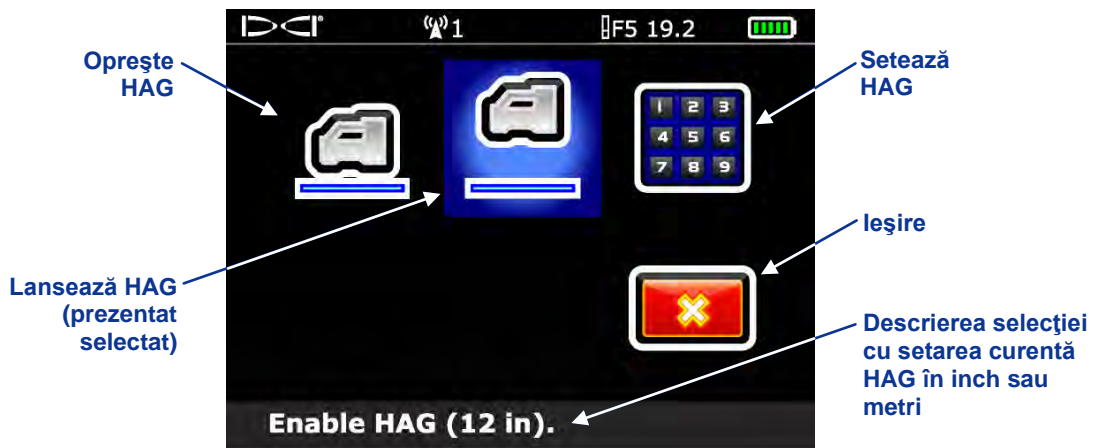 DCI
1
F5 19.2
Opreşte
HAG
Setează
HAG
1 2 3
4 5 6
7 8 9
Ieşire
Lansează HAG
(prezentat
selectat)
Descrierea selecţiei
cu setarea curentă
HAG în inch sau
metri
Enable HAG (12 in).